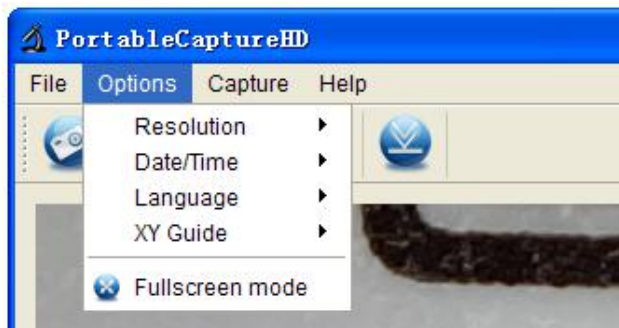 PortableCaptureHD
File Options Capture Help
Resolution
Date/Time
Language
XY Guide
Fullscreen mode